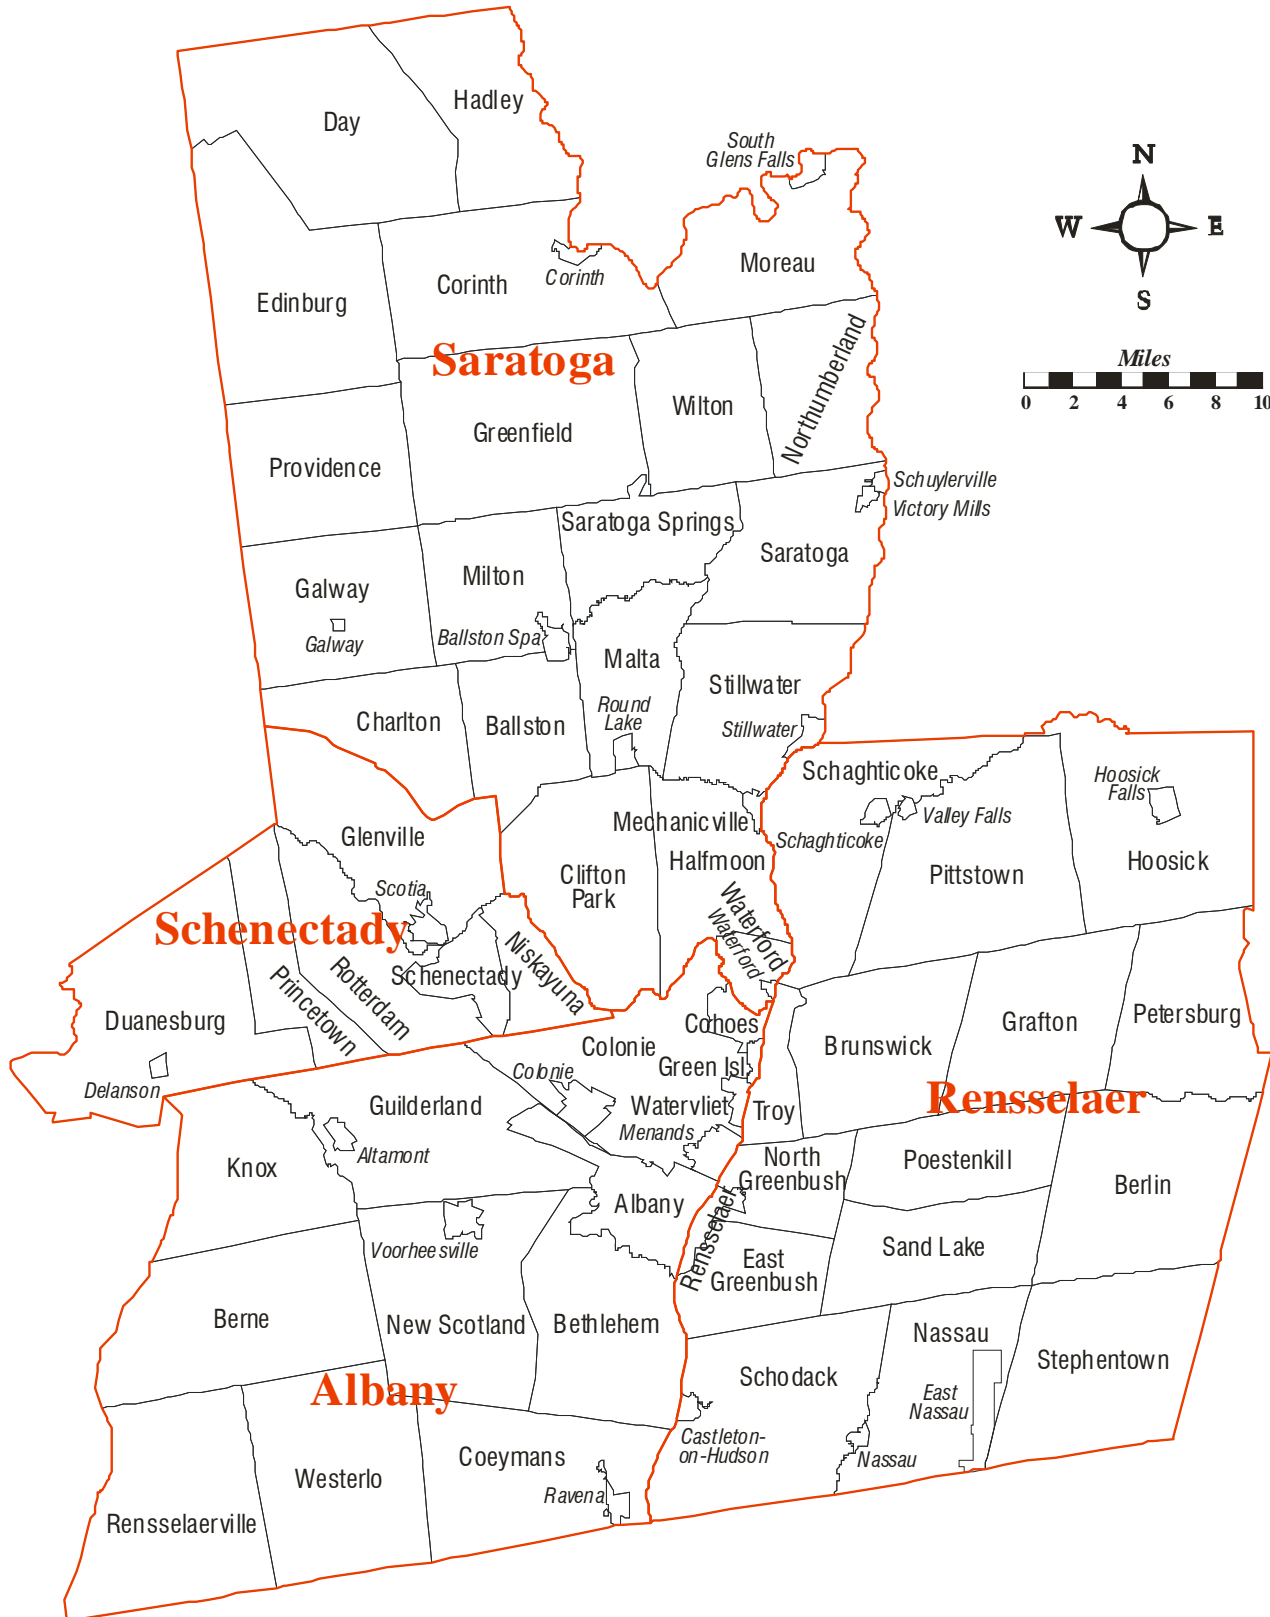 Hadley
Day
South
Glens Falls
N
W
E
S
Moreau
Corinth
Corinth
Edinburg
Saratoga
Miles
0 2 4 6 8 10
Northumberland
Wilton
Greenfield
Providence
Schuylerville
Victory Mills
Saratoga Springs
Saratoga
Milton
Galway
Galway
Ballston Spa
Malta
Stillwater
Round
Lake
Stillwater
Charlton
Ballston
Schaghticoke
Hoosick
Falls
Valley Falls
Schaghticoke
Mechanicville
Glenville
Halfmoon
Hoosick
Clifton
Park
Pittstown
Scotia
Waterford
Waterford
Schenectady
Schenectady
Niskayuna
Rotterdam
Princetown
Duanesburg
Delanson
Cohoes
Colonie
Green Isl
Colonie
Brunswick
Grafton
Petersburg
Rensselaer
Watervliet
Troy
Menands
Guilderland
Altamont
Knox
North
Greenbush
Poestenkill
Berlin
Albany
Rensselaer
Voorheesville
Sand Lake
East
Greenbush
Berne
New Scotland
Bethlehem
Nassau
Stephentown
Schodack
Albany
East
Nassau
Castleton-
on-Hudson
Nassau
Coeymans
Westerlo
Ravena
Rensselaerville